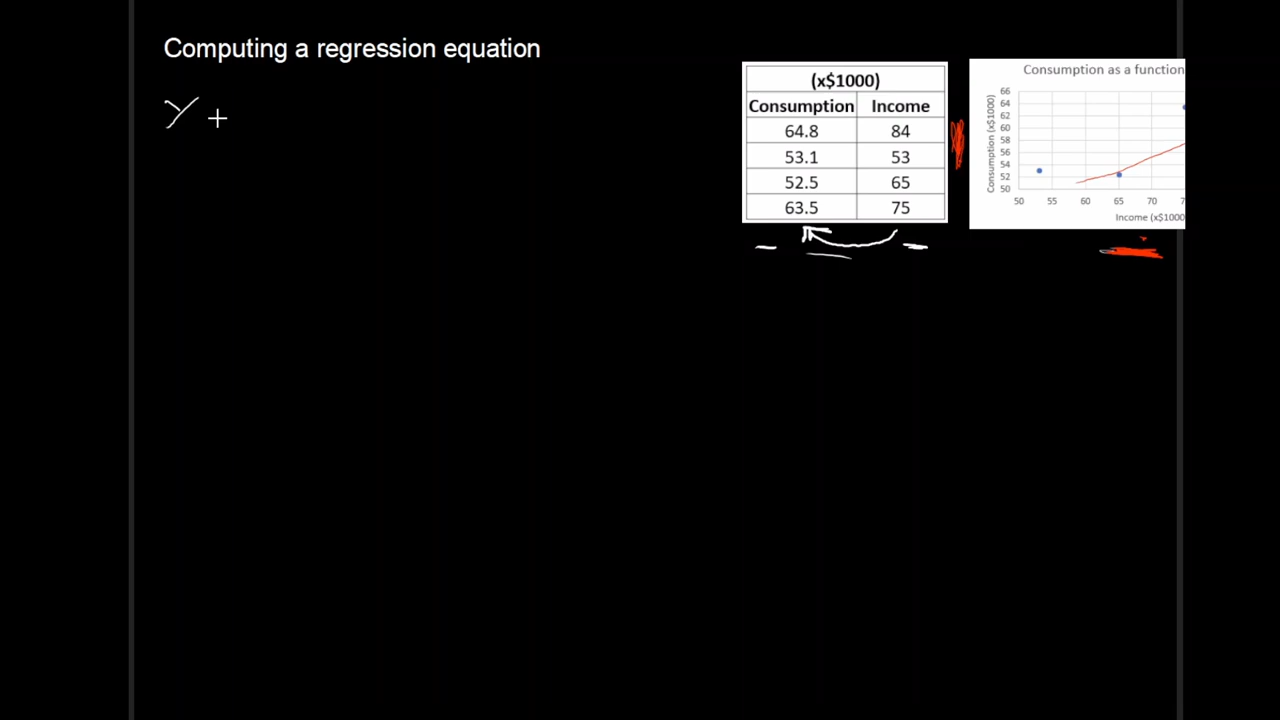 Computing a regression equation
Y
(x$1000)
Consumption Income
64.8 84
53.1 53
52.5 65
63.5 75
Consumption as a function
Consumption (x$1000)
66
64
62
60
58
56
54
52
50
50 55 60 65 70
Income (x$1000